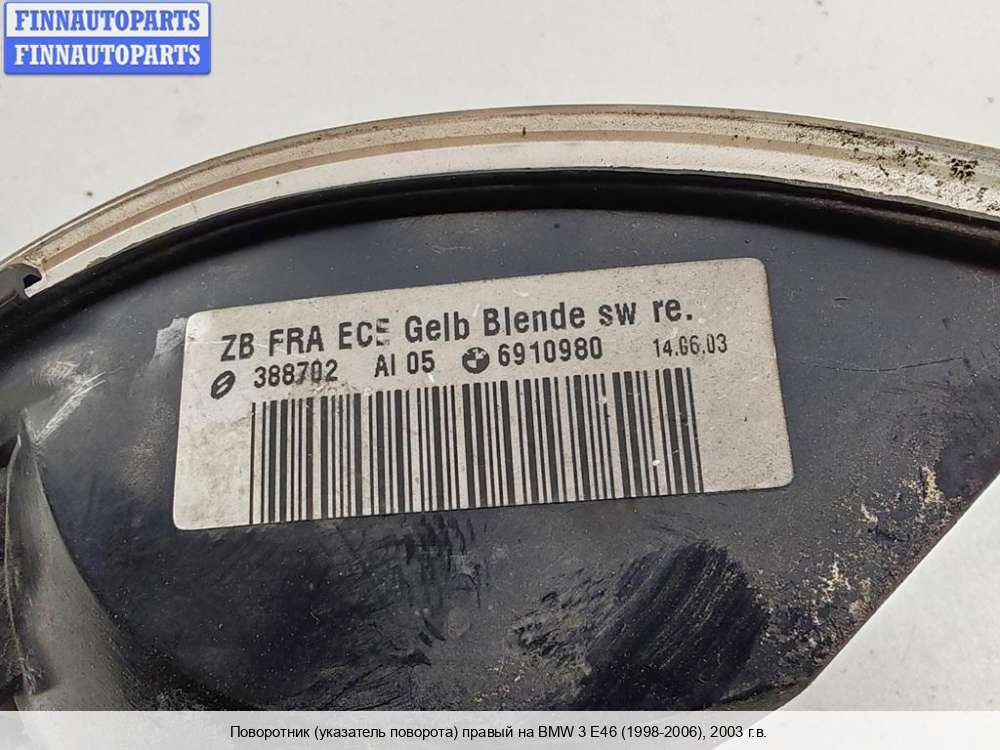 FINNAUTOPARTS
FINNAUTOPARTS
ZB FRA ECE Gelb Blende sw re.
388702 AI 05 6910980 14.06.03
Поворотник (указатель поворота) правый на BMW 3 E46 (1998-2006), 2003 г.в.